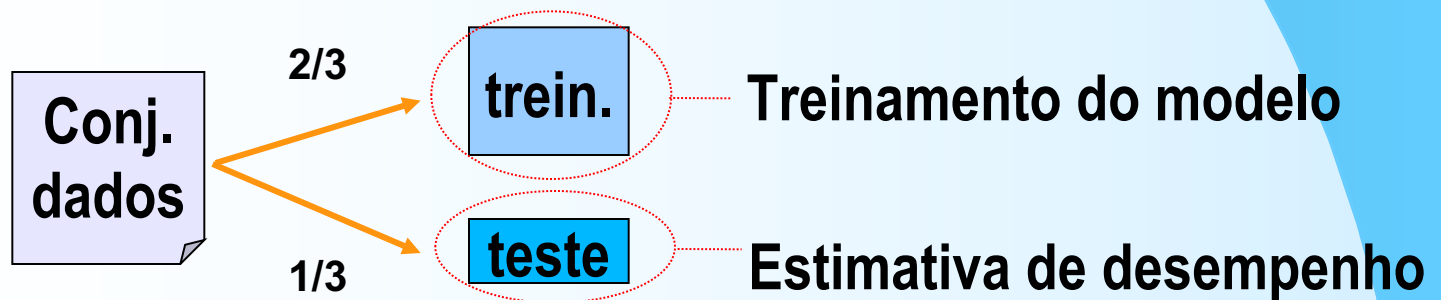 2/3
trein.
Treinamento do modelo
Conj.
dados
teste
Estimativa de desempenho
1/3